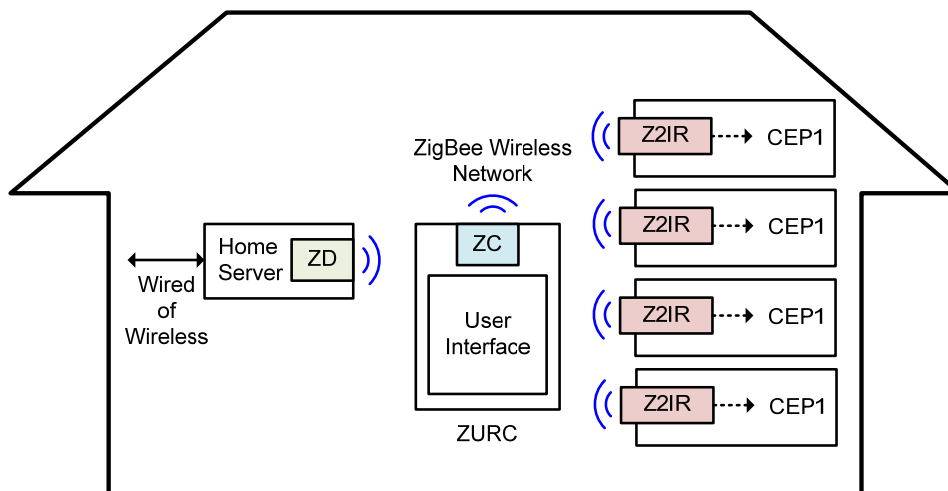 Home
Server
ZD
Wired
of
Wireless
ZigBee Wireless
Network
ZC
User
Interface
ZURC
Z2IR
CEP1
Z2IR
CEP1
Z2IR
CEP1
Z2IR
CEP1